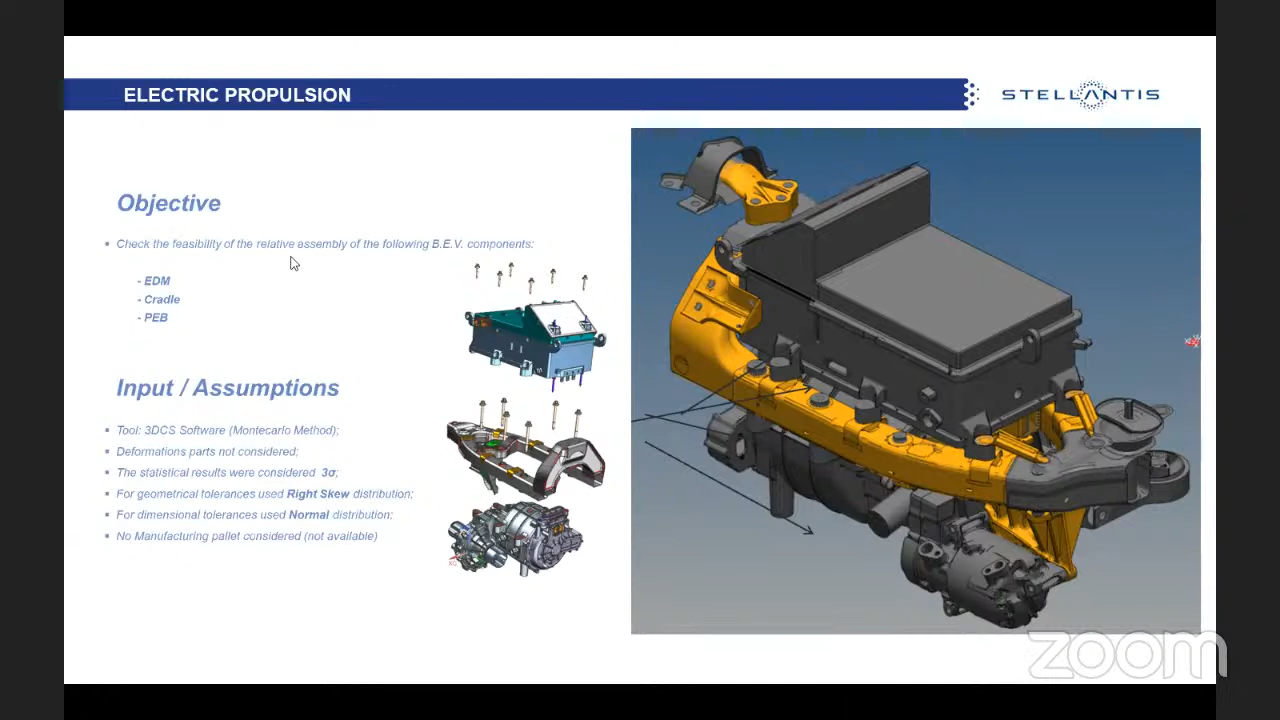 ELECTRIC PROPULSION
STELLANTIS
Objective
▪ Check the feasibility of the relative assembly of the following B.E.V. components:
- EDM
- Cradle
- PEB
Input / Assumptions
▪ Tool: 3DCS Software (Montecarlo Method);
▪ Deformations parts not considered;
▪ The statistical results were considered 3σ;
▪ For geometrical tolerances used Right Skew distribution;
▪ For dimensional tolerances used Normal distribution;
▪ No Manufacturing pallet considered (not available)
zoom